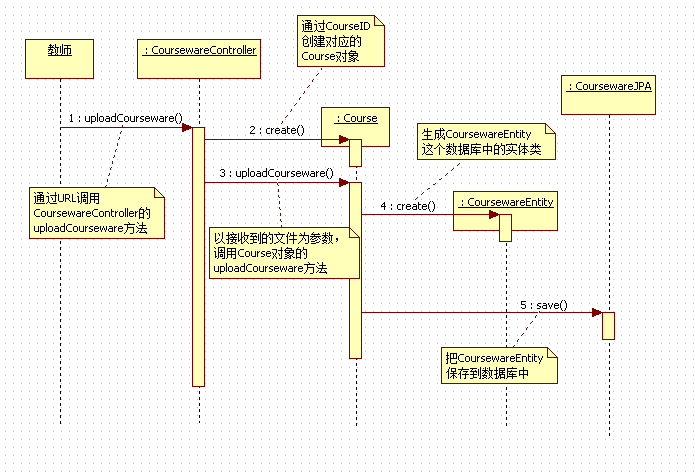 通过CourseID
创建对应的
Course对象
教师
: CoursewareController
: CoursewareJPA
1 : uploadCourseware()
2 : create()
: Course
生成CoursewareEntity
这个数据库中的实体类
3 : uploadCourseware()
通过URL调用
CoursewareController的
uploadCourseware方法
4 : create()
: CoursewareEntity
以接收到的文件为参数，
调用Course对象的
uploadCourseware方法
5 : save()
把CoursewareEntity
保存到数据库中